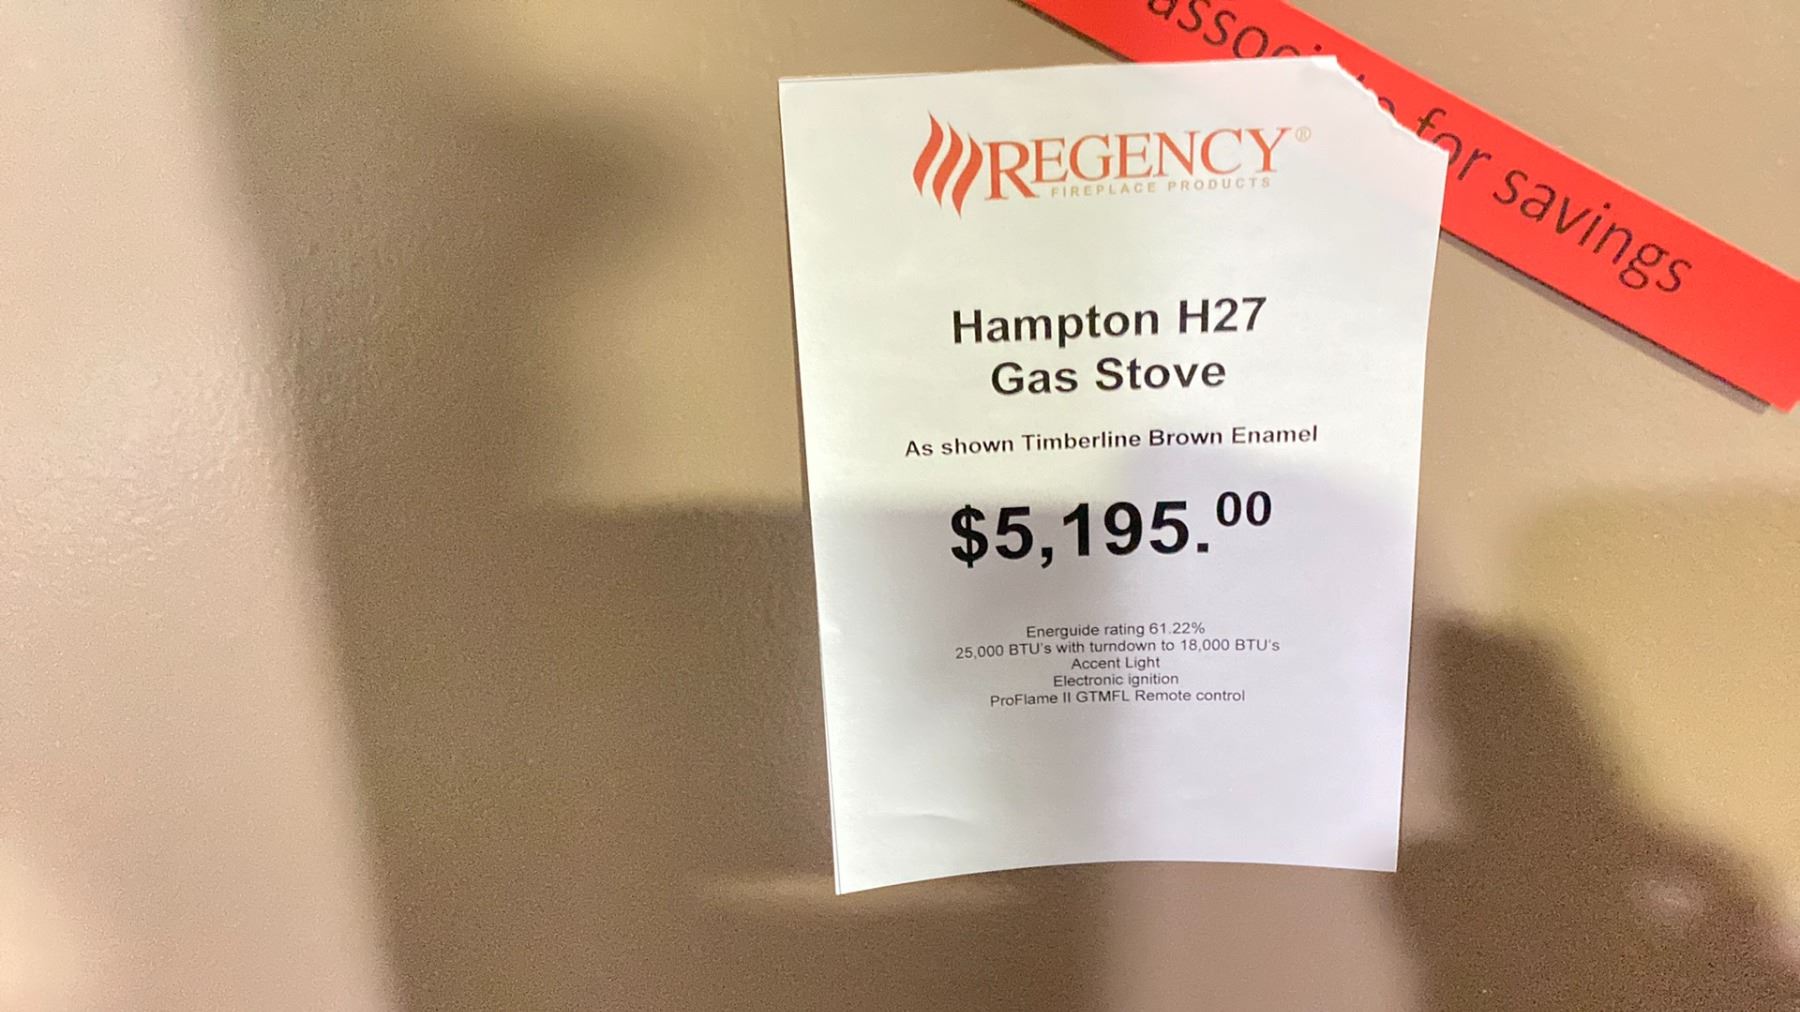 REGENCY®
FIREPLACE PRODUCTS
Hampton H27
Gas Stove
As shown Timberline Brown Enamel
$5,195.00
Energuide rating 61.22%
25,000 BTU's with turndown to 18,000 BTU's
Accent Light
Electronic ignition
ProFlame II GTMFL Remote control
for savings